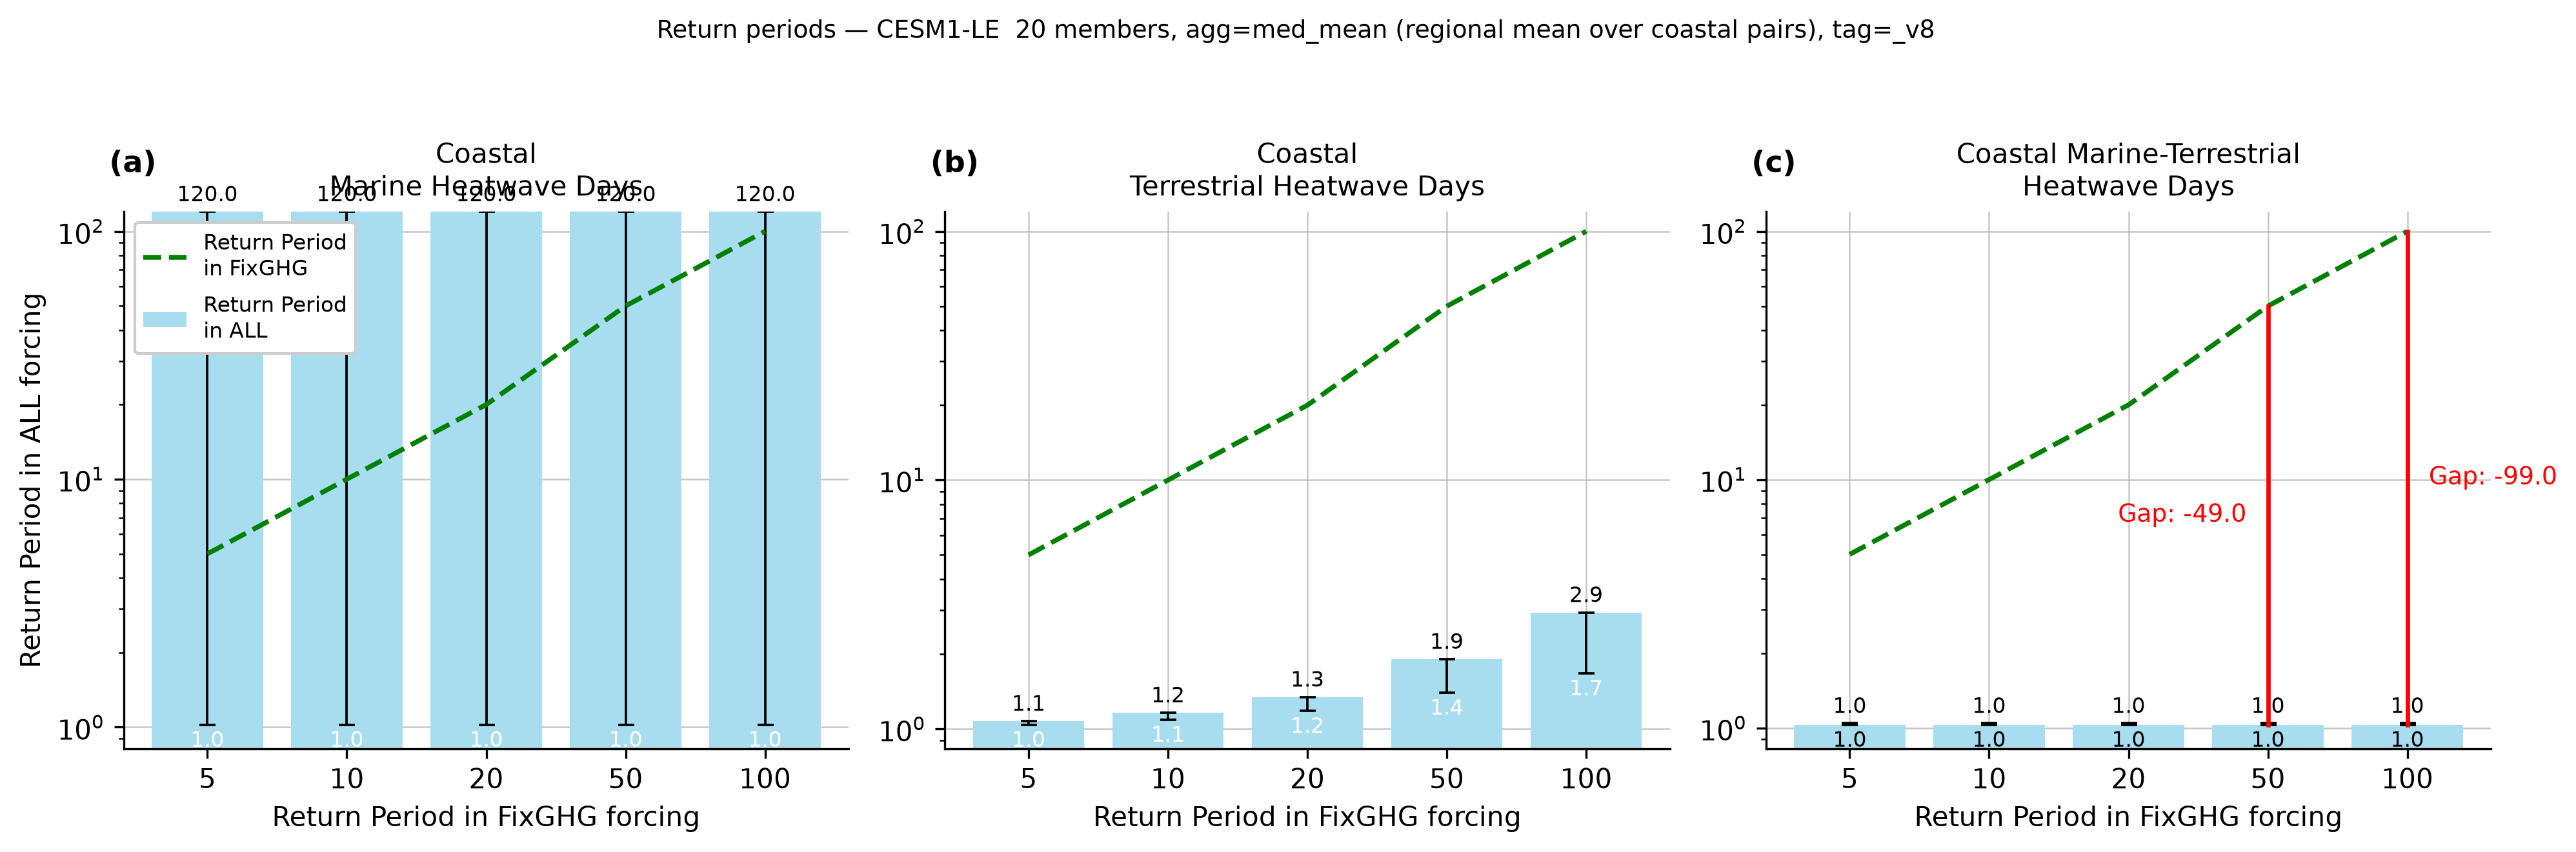 Return periods — CESM1-LE  20 members, agg=med_mean (regional mean over coastal pairs), tag=_v8
(a)
Coastal
Marine Heatwave Days
120.0 120.0 120.0 120.0 120.0
Return Period
in FixGHG
Return Period
in ALL
Return Period in ALL forcing
10²
10¹
10⁰
1.0 1.0 1.0 1.0 1.0
5 10 20 50 100
Return Period in FixGHG forcing
(b)
Coastal
Terrestrial Heatwave Days
10²
10¹
10⁰
1.1 1.2 1.3 1.9 2.9
1.0 1.1 1.2 1.4 1.7
5 10 20 50 100
Return Period in FixGHG forcing
(c)
Coastal Marine-Terrestrial
Heatwave Days
10²
10¹
10⁰
Gap: -49.0
Gap: -99.0
1.0 1.0 1.0 1.0 1.0
1.0 1.0 1.0 1.0 1.0
5 10 20 50 100
Return Period in FixGHG forcing